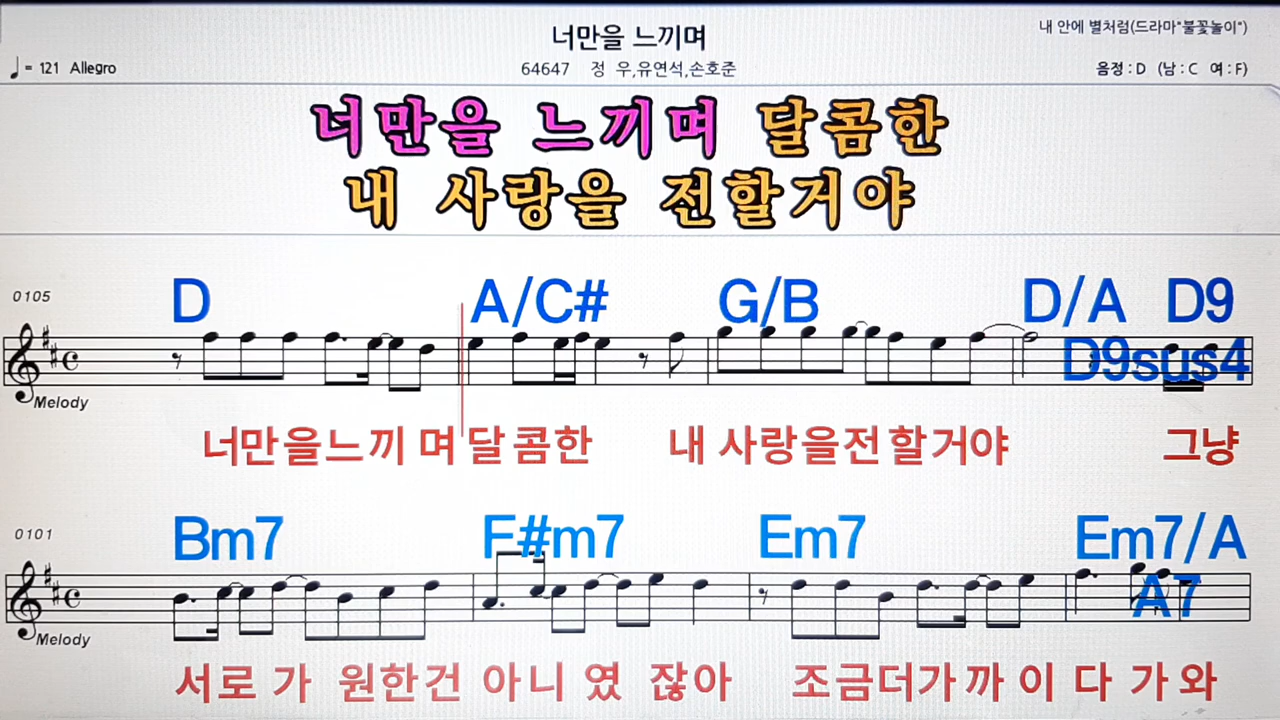 너만을 느끼며
내 안에 별처럼(드라마"불꽃놀이")
♩= 121 Allegro
64647 정 우,유연석,손호준
음정 : D (남 : C 여 : F)
너만을 느끼며 달콤한
내 사랑을 전할거야
D A/C# G/B D/A D9
0105
D9sus4
Melody
너만을느끼 며 달 콤한 내 사랑을전 할거야 그냥
Bm7 F#m7 Em7 Em7/A
0101
A7
Melody
서로 가 원한건 아니 였 잖아 조금더가 까 이 다 가 와